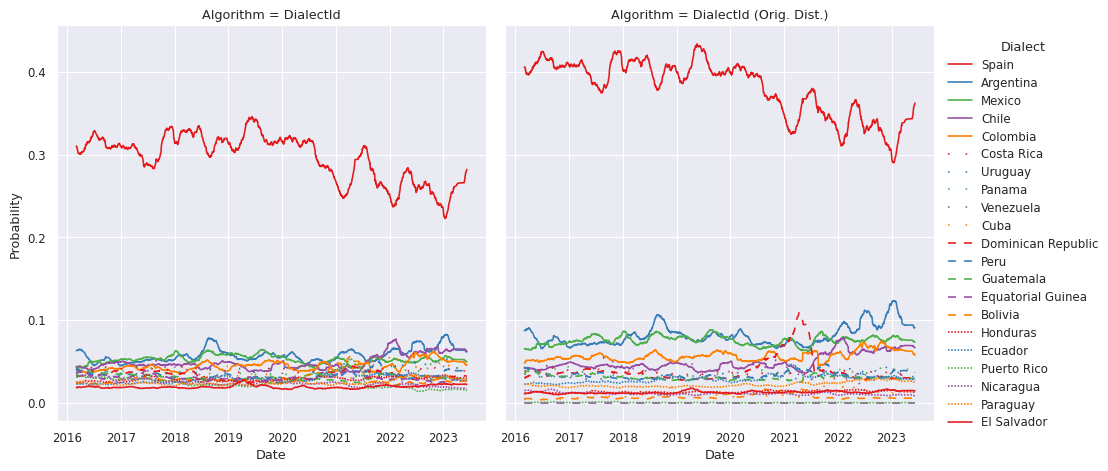 Algorithm = DialectId
Algorithm = DialectId (Orig. Dist.)
Probability
0.4
0.3
0.2
0.1
0.0
2016 2017 2018 2019 2020 2021 2022 2023
Date
2016 2017 2018 2019 2020 2021 2022 2023
Date
Dialect
Spain
Argentina
Mexico
Chile
Colombia
Costa Rica
Uruguay
Panama
Venezuela
Cuba
Dominican Republic
Peru
Guatemala
Equatorial Guinea
Bolivia
Honduras
Ecuador
Puerto Rico
Nicaragua
Paraguay
El Salvador